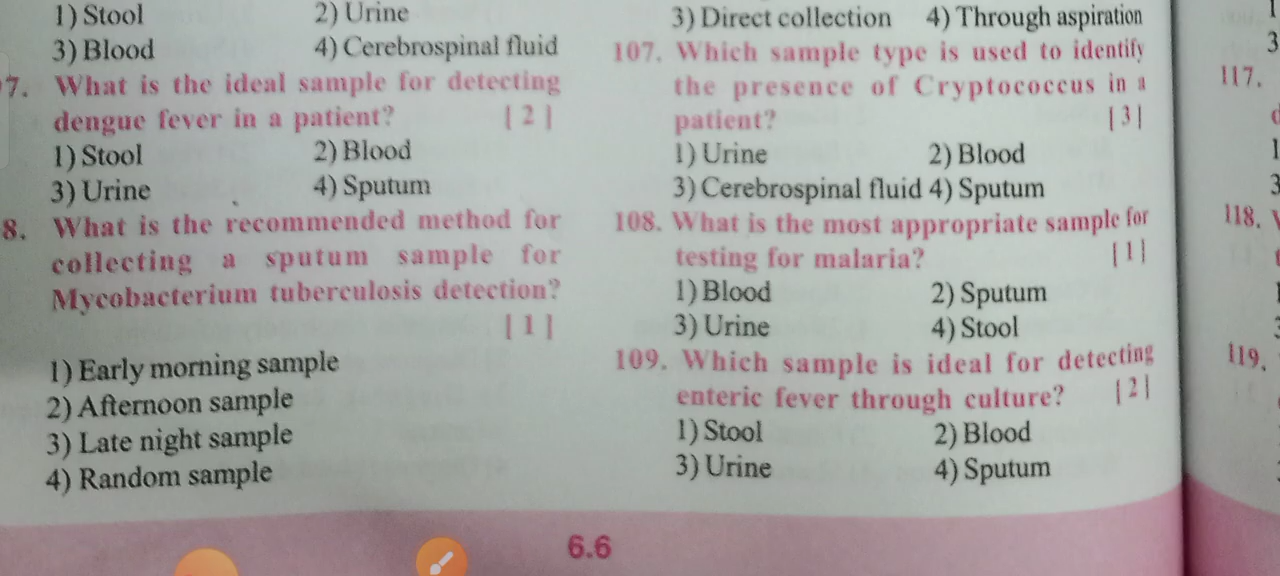 1) Stool 2) Urine
3) Blood 4) Cerebrospinal fluid
7. What is the ideal sample for detecting
dengue fever in a patient? [ 2 ]
1) Stool 2) Blood
3) Urine 4) Sputum
8. What is the recommended method for
collecting a sputum sample for
Mycobacterium tuberculosis detection?
[ 1 ]
1) Early morning sample
2) Afternoon sample
3) Late night sample
4) Random sample
3) Direct collection 4) Through aspiration
107. Which sample type is used to identify
the presence of Cryptococcus in a
patient? [ 3 ]
1) Urine 2) Blood
3) Cerebrospinal fluid 4) Sputum
108. What is the most appropriate sample for
testing for malaria? [ 1 ]
1) Blood 2) Sputum
3) Urine 4) Stool
109. Which sample is ideal for detecting
enteric fever through culture? [ 2 ]
1) Stool 2) Blood
3) Urine 4) Sputum
6.6
3
117.
1
3
118.
119.